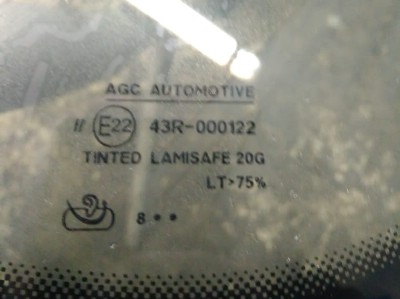 AGC AUTOMOTIVE
// E22 43R-000122
TINTED LAMISAFE 20G
LT>75%
8 • •